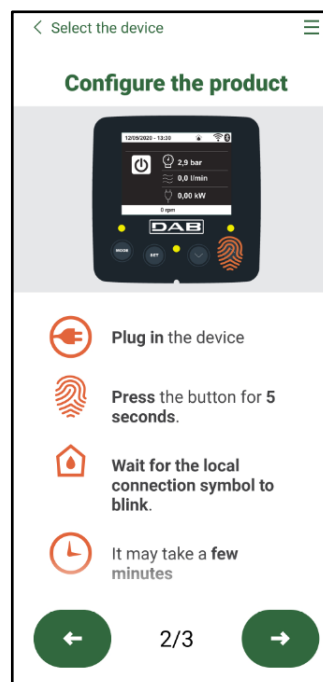 Select the device
Configure the product
12/05/2020 - 13:30
2,9 bar
0,0 l/min
0,00 kW
0 rpm
DAB
MODE
SET
Plug in the device
Press the button for 5
seconds.
Wait for the local
connection symbol to
blink.
It may take a few
minutes
2/3